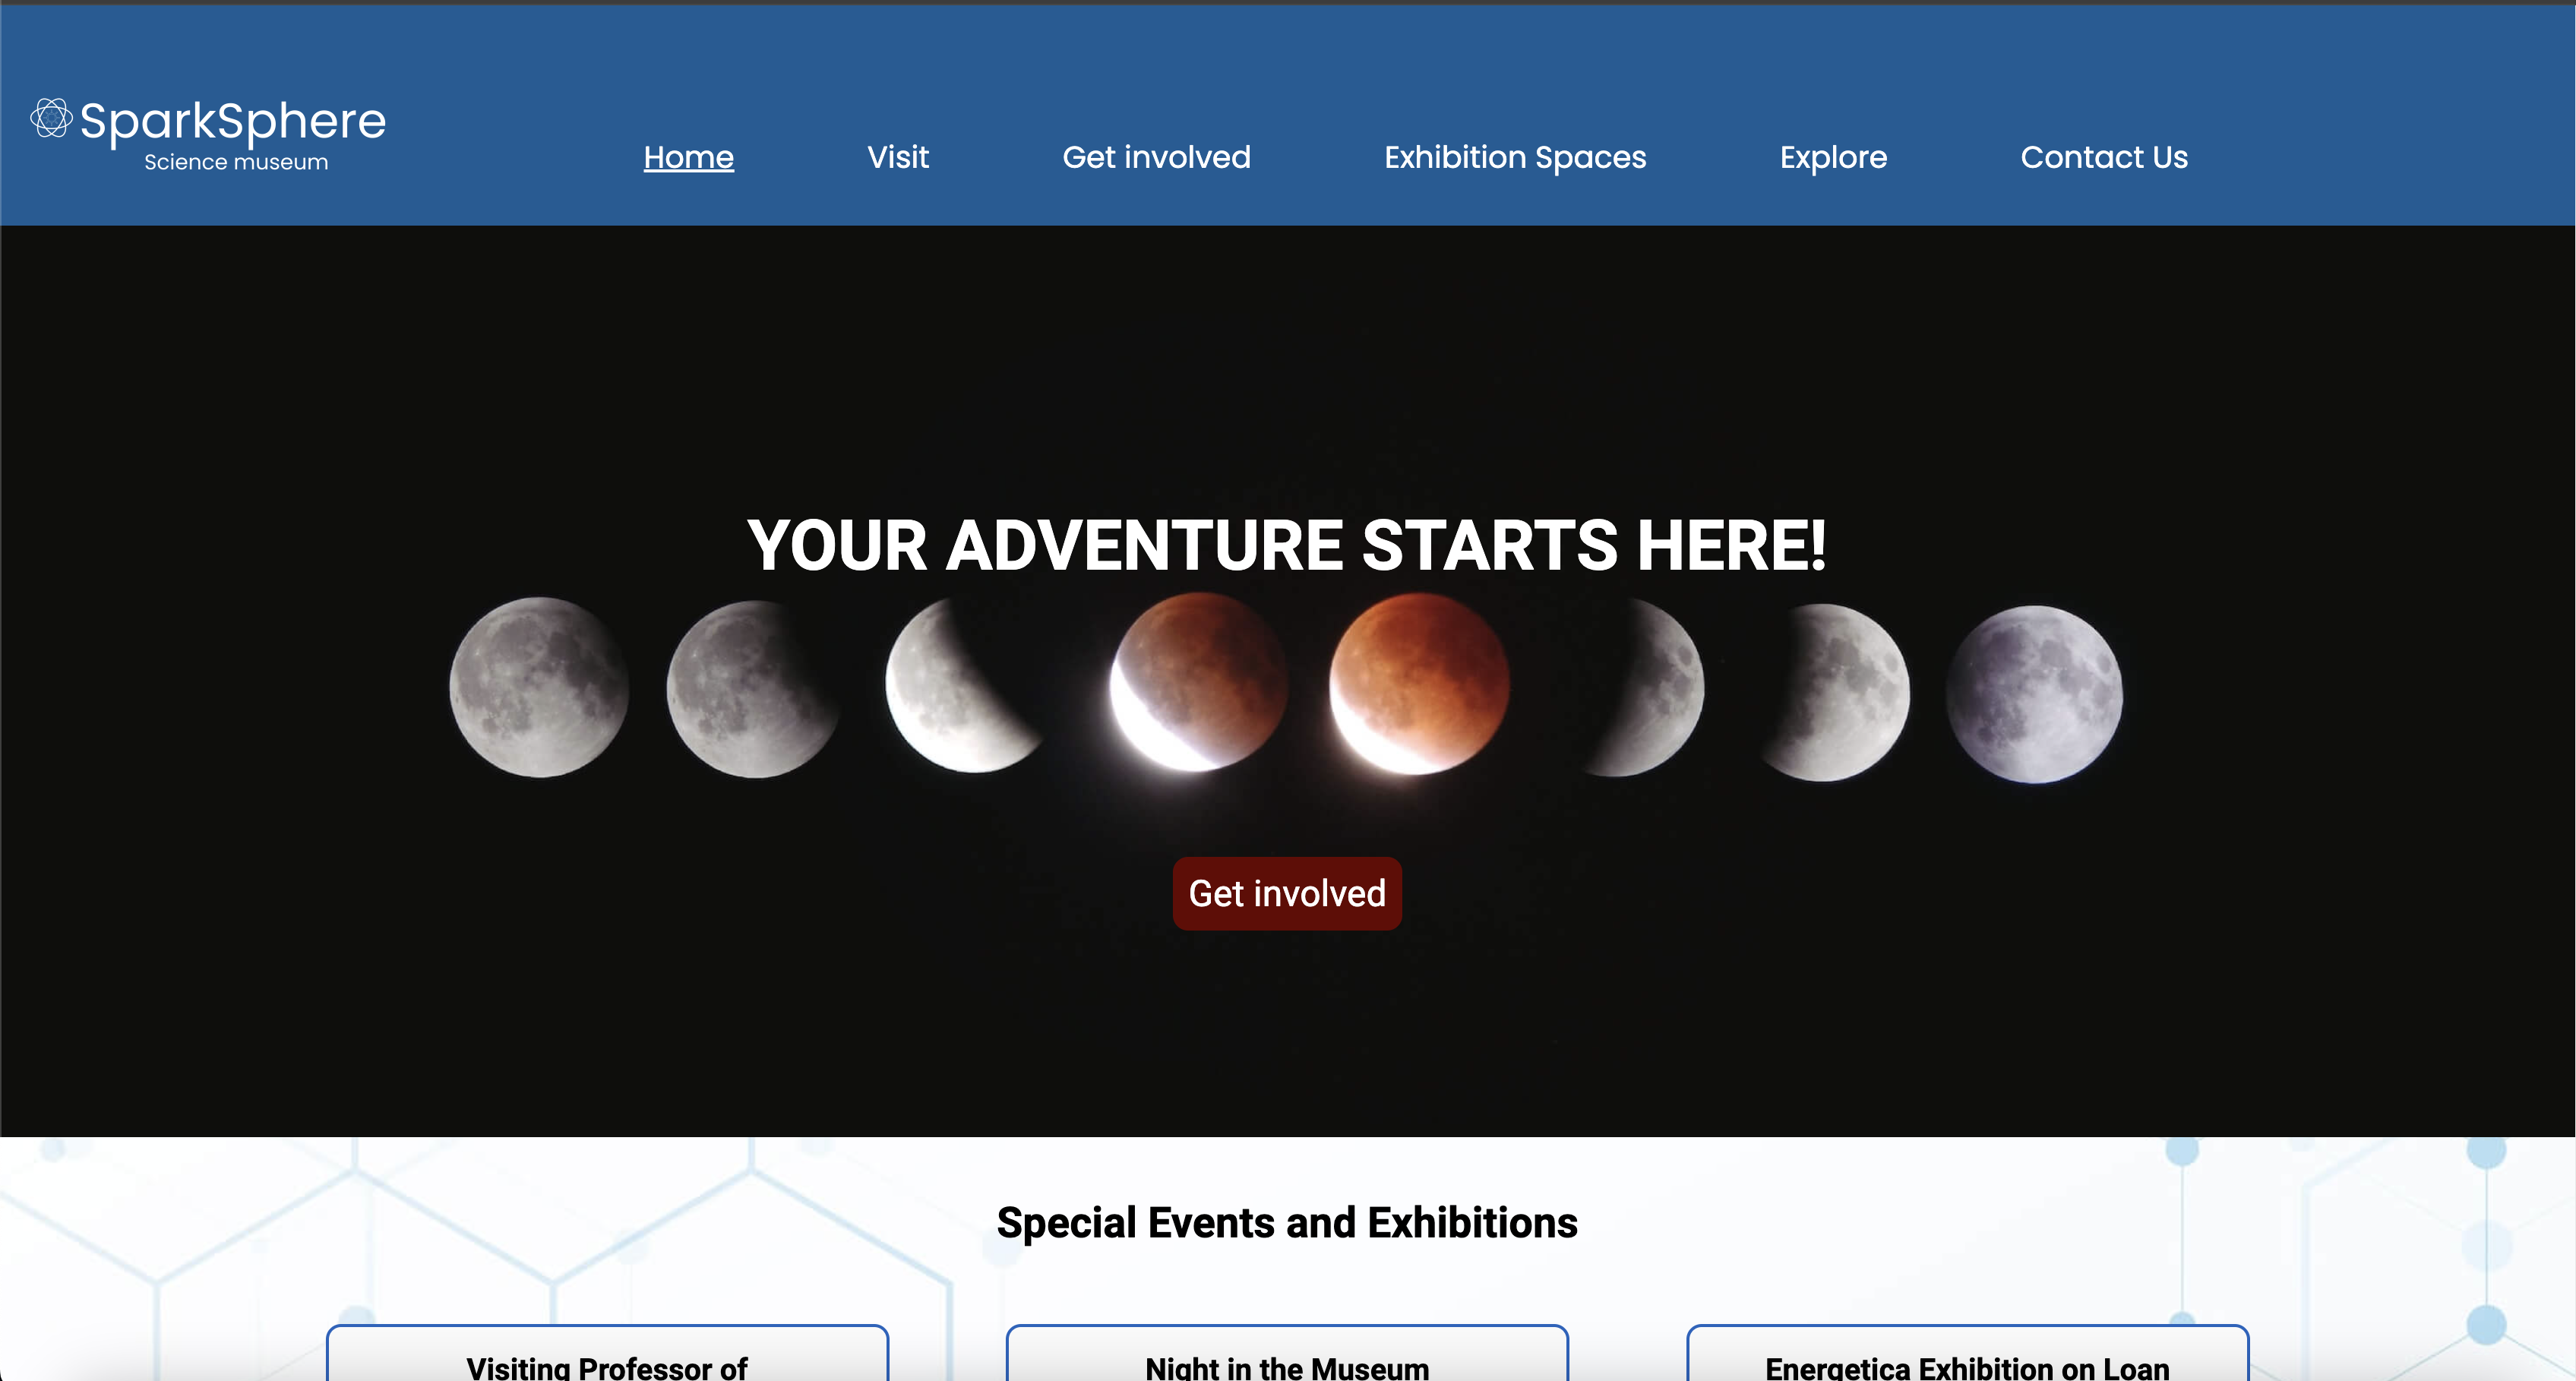 SparkSphere
Science museum
Home Visit Get involved Exhibition Spaces Explore Contact Us
YOUR ADVENTURE STARTS HERE!
Get involved
Special Events and Exhibitions
Visiting Professor of
Night in the Museum
Energetica Exhibition on Loan